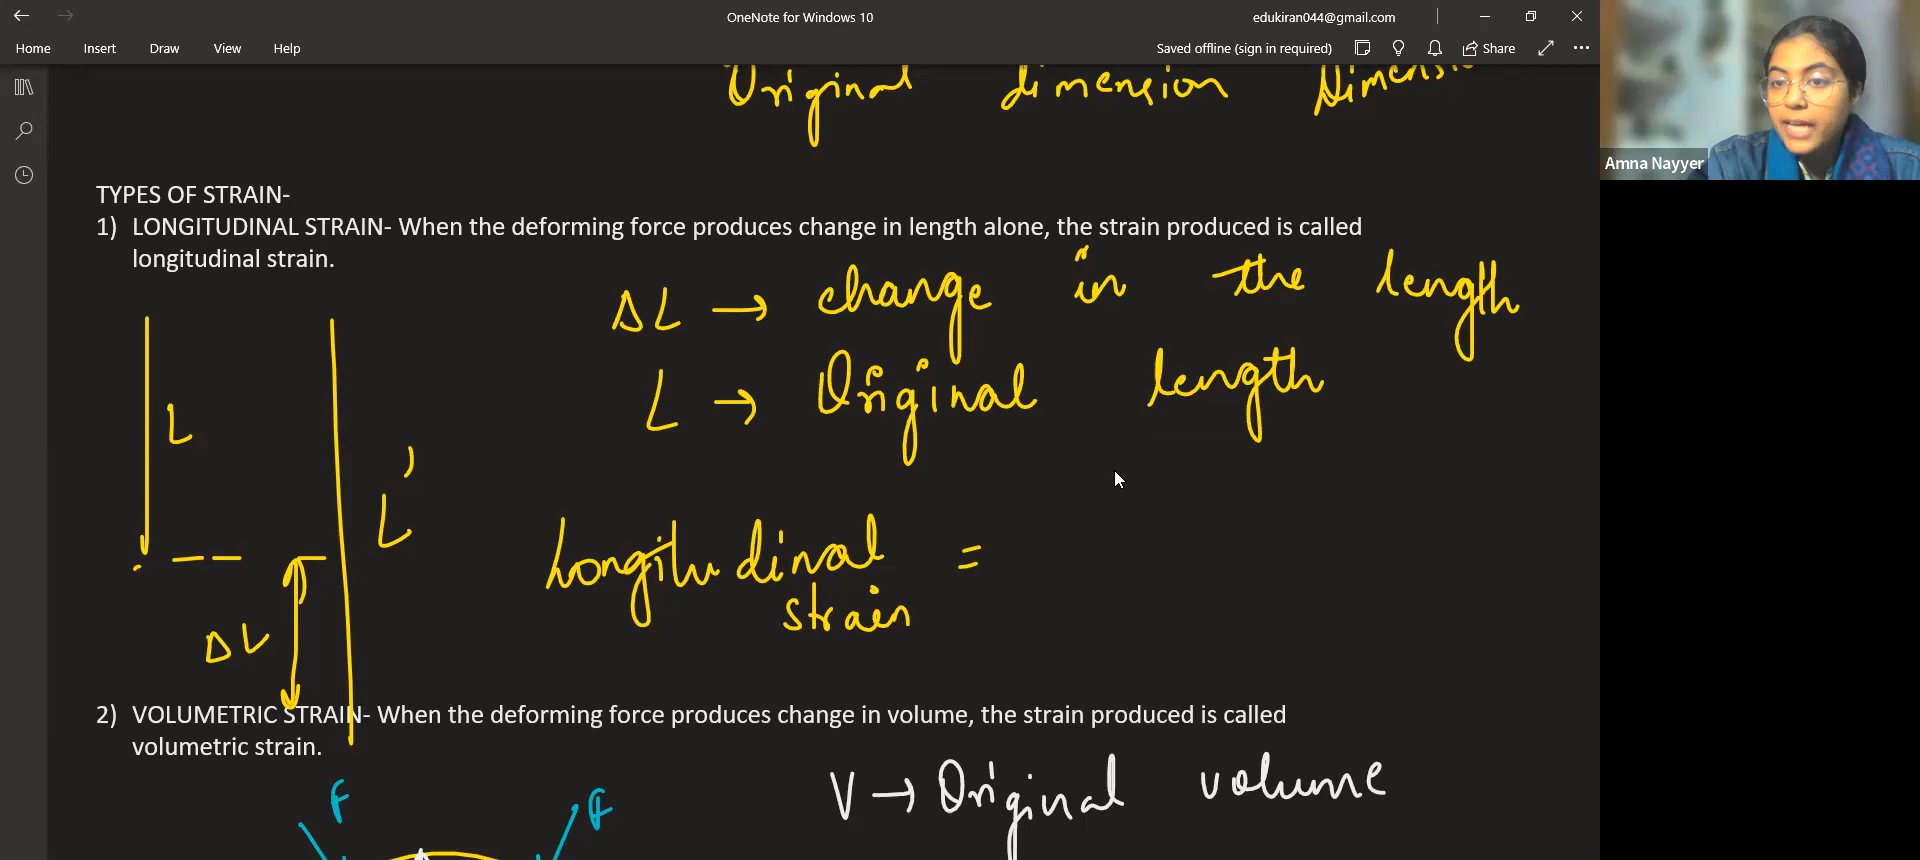 OneNote for Windows 10
edukiran044@gmail.com
Home Insert Draw View Help
Saved offline (sign in required) Share
Original dimension Dimensi
Amna Nayyer
TYPES OF STRAIN-
1) LONGITUDINAL STRAIN- When the deforming force produces change in length alone, the strain produced is called
longitudinal strain.
ΔL → change in the length
L → Original length
L
L'
Longitudinal =
strain
ΔL
2) VOLUMETRIC STRAIN- When the deforming force produces change in volume, the strain produced is called
volumetric strain.
V → Original volume
F F